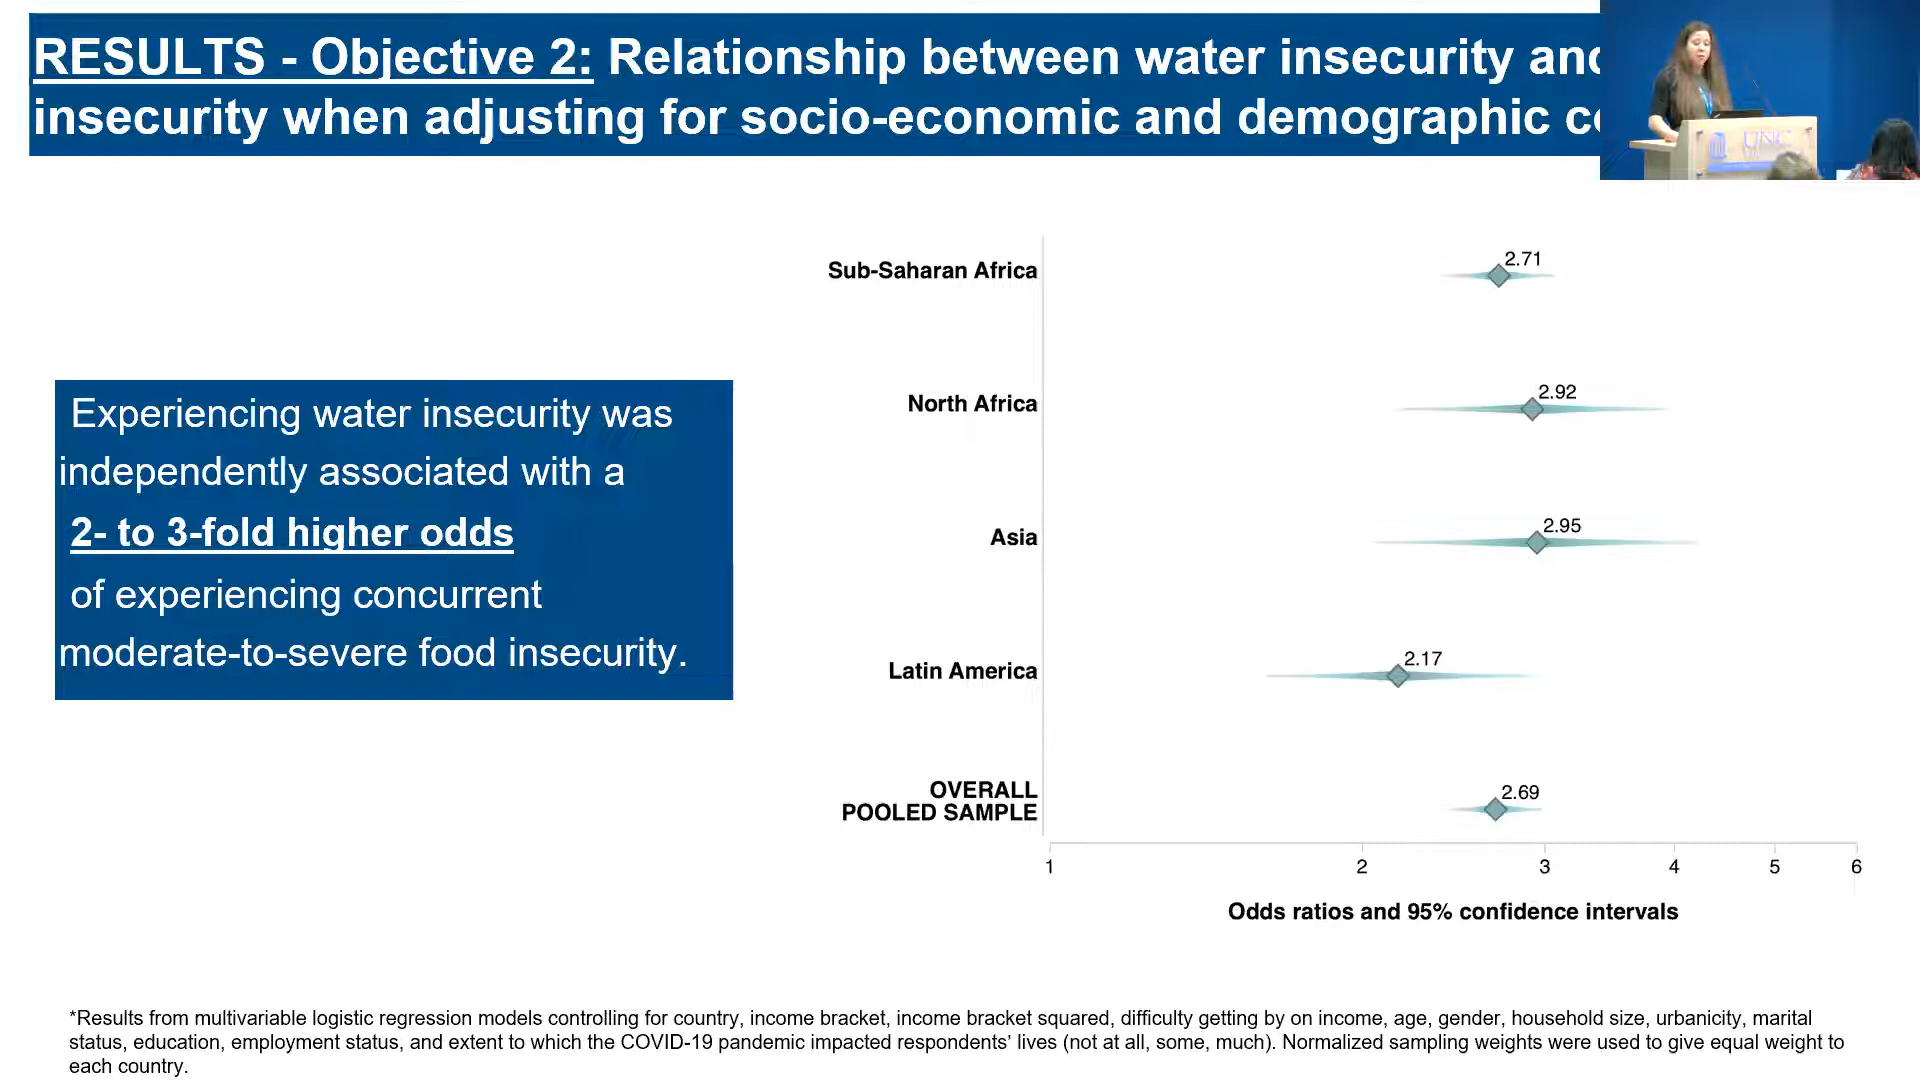 RESULTS - Objective 2: Relationship between water insecurity and
insecurity when adjusting for socio-economic and demographic
UNC
Sub-Saharan Africa
2.71
North Africa
2.92
Asia
2.95
Latin America
2.17
OVERALL
POOLED SAMPLE
2.69
1 2 3 4 5 6
Odds ratios and 95% confidence intervals
Experiencing water insecurity was
independently associated with a
2- to 3-fold higher odds
of experiencing concurrent
moderate-to-severe food insecurity.
*Results from multivariable logistic regression models controlling for country, income bracket, income bracket squared, difficulty getting by on income, age, gender, household size, urbanicity, marital
status, education, employment status, and extent to which the COVID-19 pandemic impacted respondents’ lives (not at all, some, much). Normalized sampling weights were used to give equal weight to
each country.